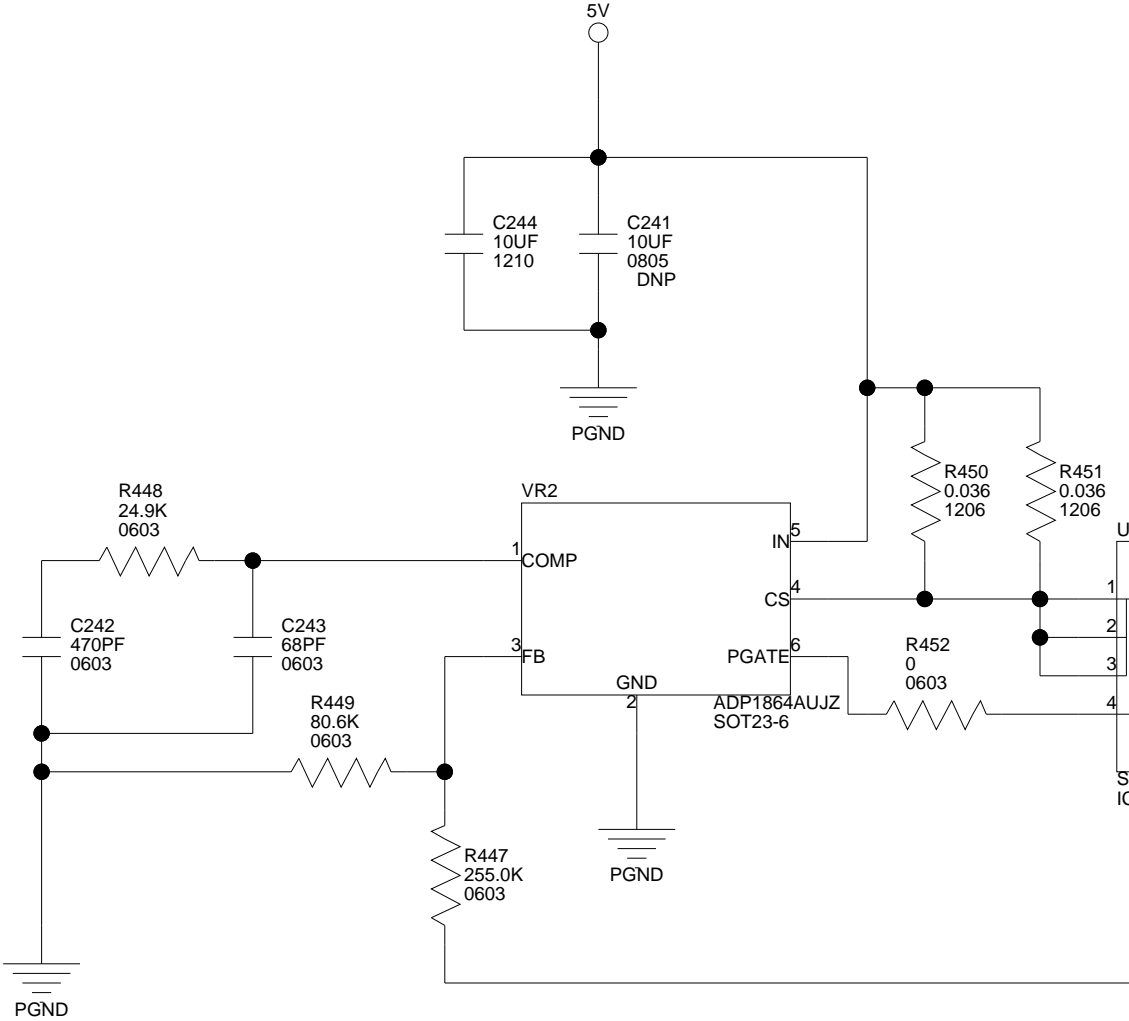 5V
C244
10UF
1210
C241
10UF
0805
DNP
PGND
R450
0.036
1206
R451
0.036
1206
R448
24.9K
0603
VR2
U
5
IN
1
COMP
4
CS
1
C242
470PF
0603
C243
68PF
0603
3
FB
6
PGATE
R452
0
0603
2
3
GND
2
ADP1864AUJZ
SOT23-6
4
R449
80.6K
0603
S
IC
R447
255.0K
0603
PGND
PGND